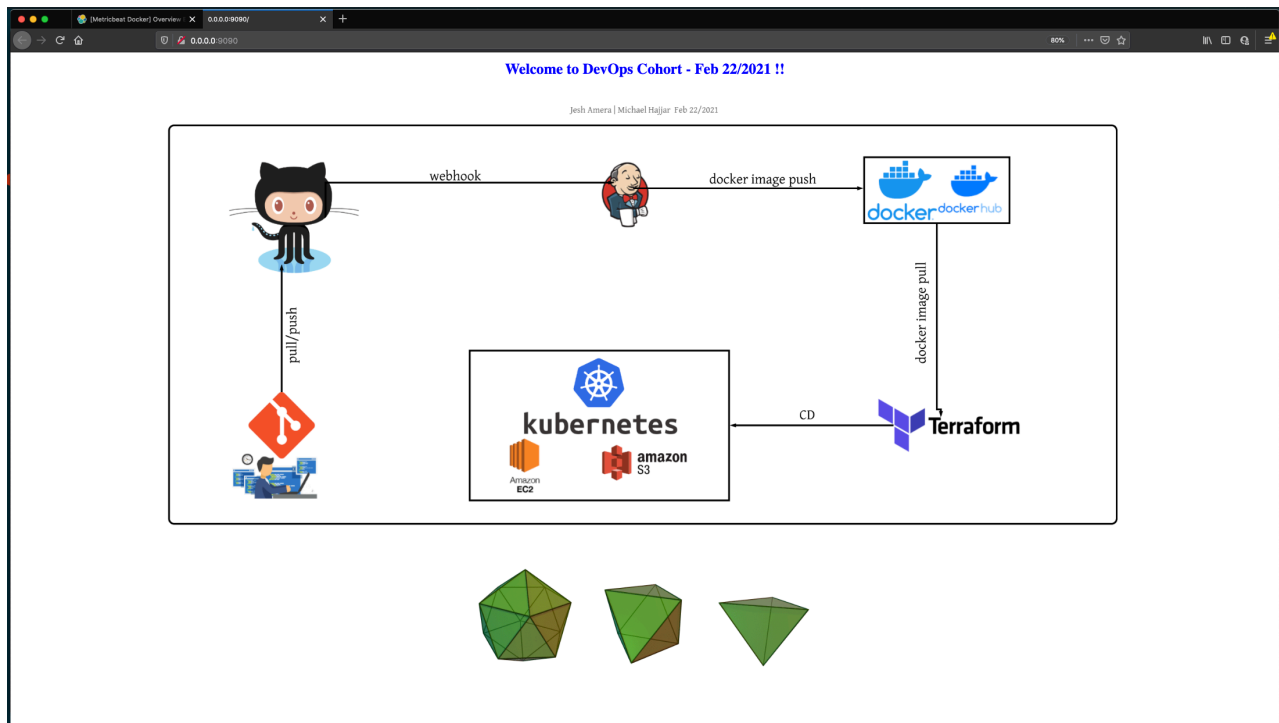 [Metricbeat Docker] Overview
0.0.0.0:9090/
0.0.0.0:9090
80%
Welcome to DevOps Cohort - Feb 22/2021 !!
Jesh Amera | Michael Hajjar Feb 22/2021
webhook
docker image push
docker
dockerhub
pull/push
docker image pull
kubernetes
Amazon
EC2
amazon
S3
CD
Terraform